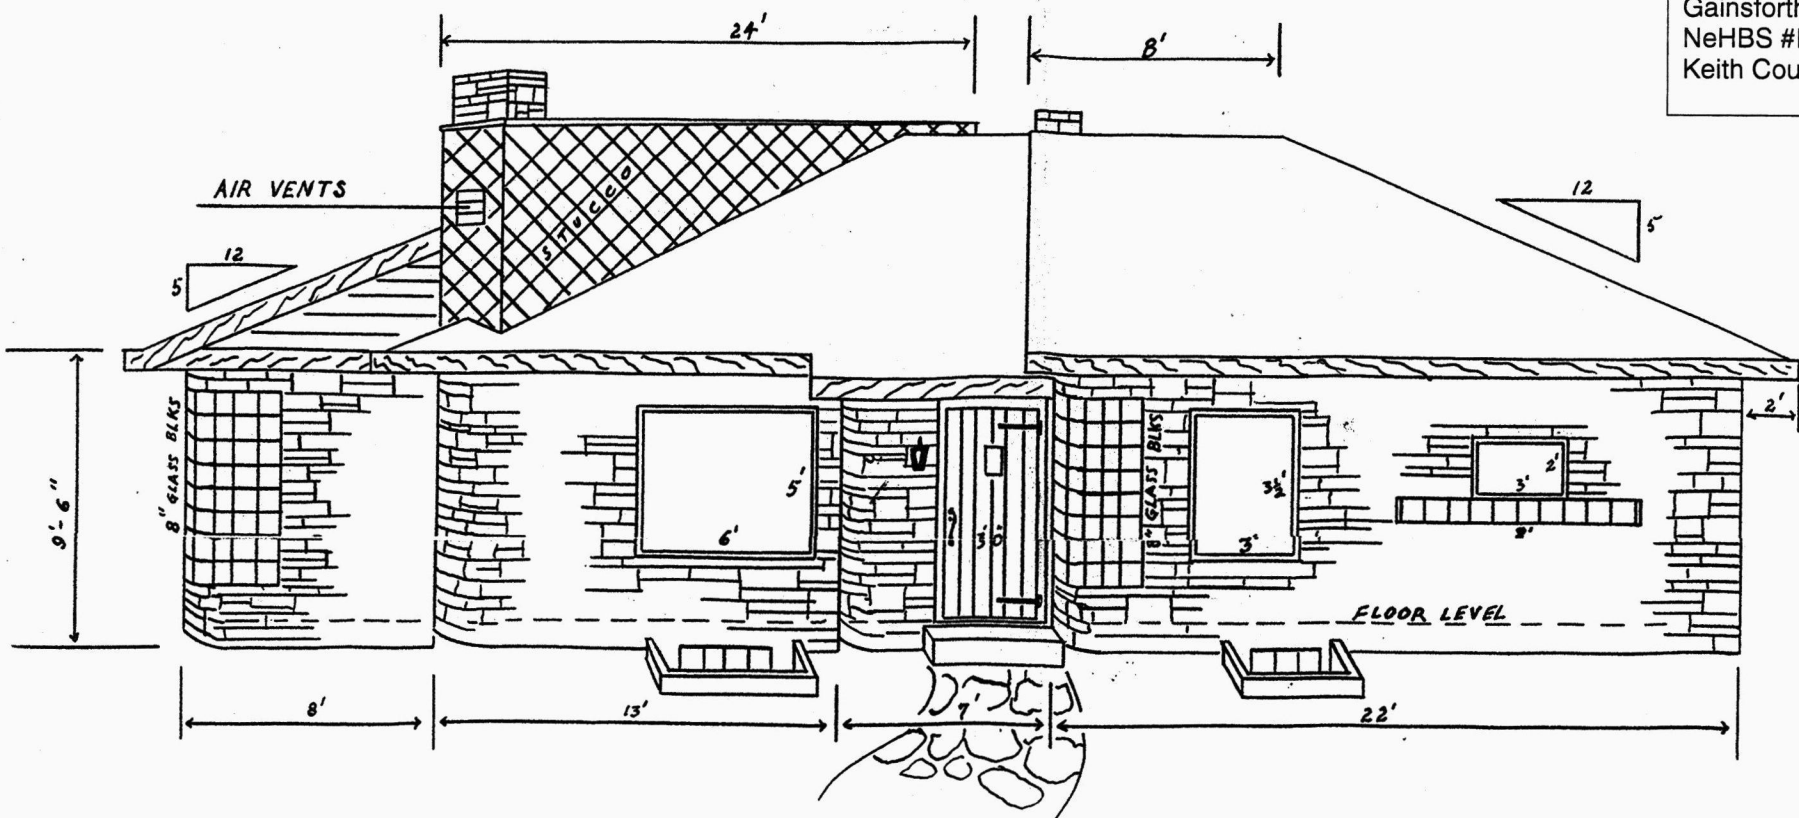 Gainsforth
NeHBS #
Keith Cou
24'
8'
AIR VENTS
STUCCO
12
5
12
5
9'-6"
8" GLASS BLKS
5'
6'
3'0"
8" GLASS BLKS
3½'
3'
2'
3'
8'
2'
FLOOR LEVEL
8'
13'
7'
22'